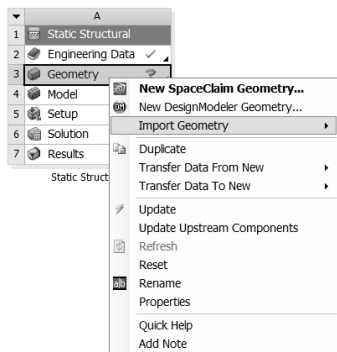 A
1 Static Structural
2 Engineering Data
3 Geometry ?
4 Model
5 Setup
6 Solution
7 Results
Static Struct
New SpaceClaim Geometry...
New DesignModeler Geometry...
Import Geometry
Duplicate
Transfer Data From New
Transfer Data To New
Update
Update Upstream Components
Refresh
Reset
ab Rename
Properties
Quick Help
Add Note